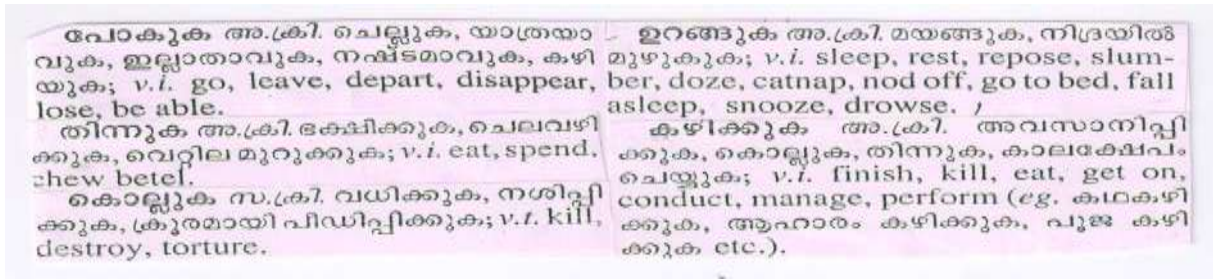 പോകുക അ.ക്രി. ചെല്ലുക, യാത്രയാ
വുക, ഇല്ലാതാവുക, നഷ്ടമാവുക, കഴി
യുക; v.i. go, leave, depart, disappear,
lose, be able.
തിന്നുക അ.ക്രി. ഭക്ഷിക്കുക, ചെലവഴി
ക്കുക, വെറ്റില മുറുക്കുക; v.i. eat, spend,
chew betel.
കൊല്ലുക സ.ക്രി. വധിക്കുക, നശിപ്പി
ക്കുക, ക്രൂരമായി പീഡിപ്പിക്കുക; v.t. kill,
destroy, torture.
ഉറങ്ങുക അ.ക്രി. മയങ്ങുക, നിദ്രയിൽ
മുഴുകുക; v.i. sleep, rest, repose, slum-
ber, doze, catnap, nod off, go to bed, fall
asleep, snooze, drowse.
കഴിക്കുക അ.ക്രി. അവസാനിപ്പി
ക്കുക, കൊല്ലുക, തിന്നുക, കാലക്ഷേപം
ചെയ്യുക; v.i. finish, kill, eat, get on,
conduct, manage, perform (eg. കഥകഴി
ക്കുക, ആഹാരം കഴിക്കുക, പൂജ കഴി
ക്കുക etc.).